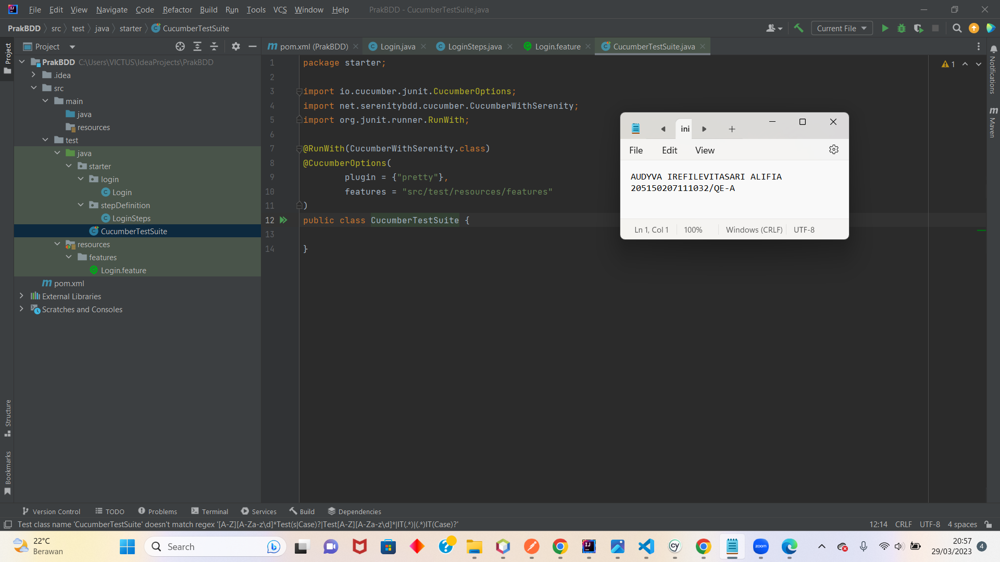 File Edit View Navigate Code Refactor Build Run Tools VCS Window Help PrakBDD - CucumberTestSuite.java
PrakBDD src test java starter CucumberTestSuite Current File
Project
pom.xml (PrakBDD) Login.java LoginSteps.java Login.feature CucumberTestSuite.java
Project
PrakBDD C:\Users\VICTUS\IdeaProjects\PrakBDD
.idea
src
main
java
resources
test
java
starter
login
Login
stepDefinition
LoginSteps
CucumberTestSuite
resources
features
Login.feature
pom.xml
External Libraries
Scratches and Consoles
Structure
Bookmarks
1 package starter;
2
3 import io.cucumber.junit.CucumberOptions;
4 import net.serenitybdd.cucumber.CucumberWithSerenity;
5 import org.junit.runner.RunWith;
6
7 @RunWith(CucumberWithSerenity.class)
8 @CucumberOptions(
9 plugin = {"pretty"},
10 features = "src/test/resources/features"
11 )
12 public class CucumberTestSuite {
13
14 }
1
Notifications
Maven
ini
File Edit View
AUDYVA IREFILEVITASARI ALIFIA
205150207111032/QE-A
Ln 1, Col 1 100% Windows (CRLF) UTF-8
Version Control TODO Problems Terminal Services Build Dependencies
Test class name 'CucumberTestSuite' doesn't match regex '[A-Z][A-Za-z\d]*Test(s|Case)?|Test[A-Z][A-Za-z\d]*|IT(.*)|(.*)IT(Case)?' 12:14 CRLF UTF-8 4 spaces
22°C
Berawan
Search
zoom
20:57
29/03/2023
4